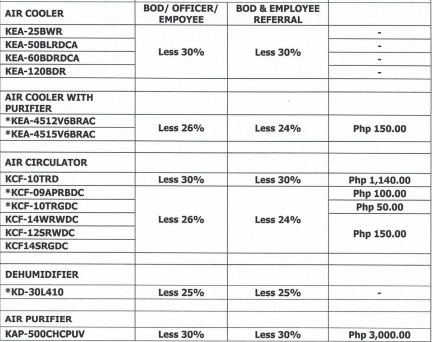 AIR COOLER BOD/ OFFICER/ EMPOYEE BOD & EMPLOYEE REFERRAL
KEA-25BWR Less 30% Less 30% -
KEA-50BLRDCA -
KEA-60BDRDCA -
KEA-120BDR -
AIR COOLER WITH PURIFIER
*KEA-4512V6BRAC Less 26% Less 24% Php 150.00
*KEA-4515V6BRAC
AIR CIRCULATOR
KCF-10TRD Less 30% Less 30% Php 1,140.00
*KCF-09APRBDC Less 26% Less 24% Php 100.00
*KCF-10TRGDC Php 50.00
KCF-14WRWDC Php 150.00
KCF-12SRWDC
KCF14SRGDC
DEHUMIDIFIER
*KD-30L410 Less 25% Less 25% -
AIR PURIFIER
KAP-500CHCPUV Less 30% Less 30% Php 3,000.00